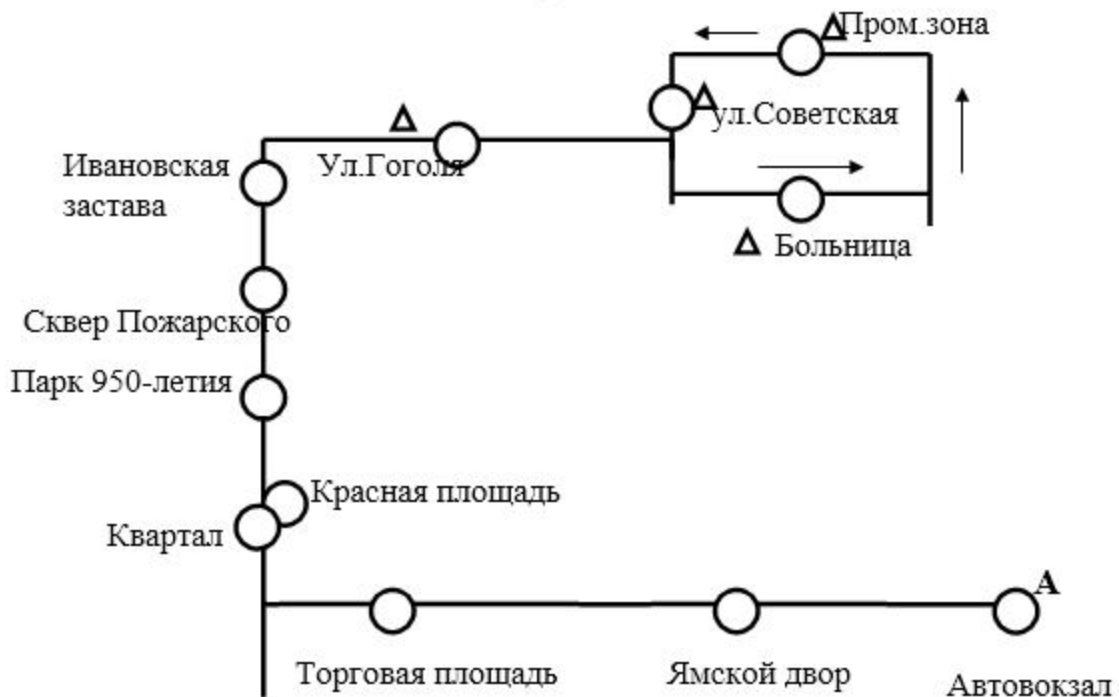 Пром.зона
ул.Советская
Ул.Гоголя
Ивановская
застава
Больница
Сквер Пожарского
Парк 950-летия
Красная площадь
Квартал
А
Торговая площадь
Ямской двор
Автовокзал